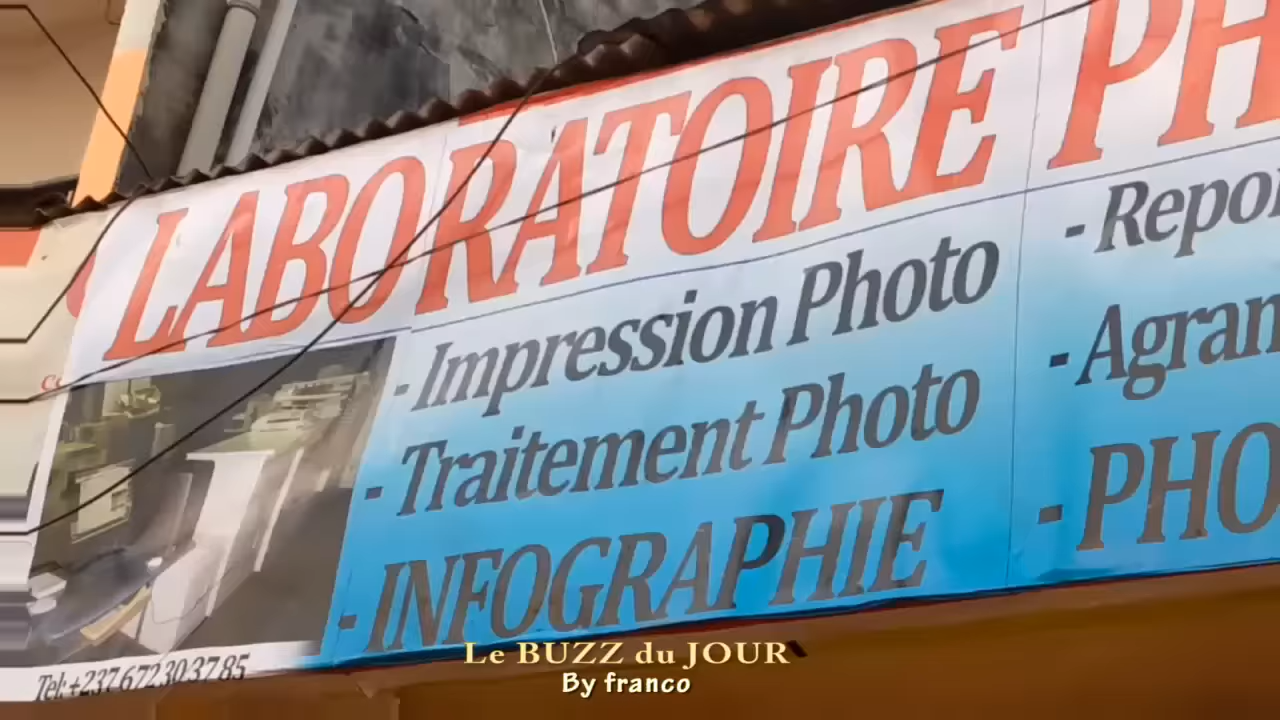 LABORATOIRE PH
- Impression Photo
- Traitement Photo
- INFOGRAPHIE
- Repor
- Agran
- PHO
Tel: +237 672 30 37 85
Le BUZZ du JOUR
By franco